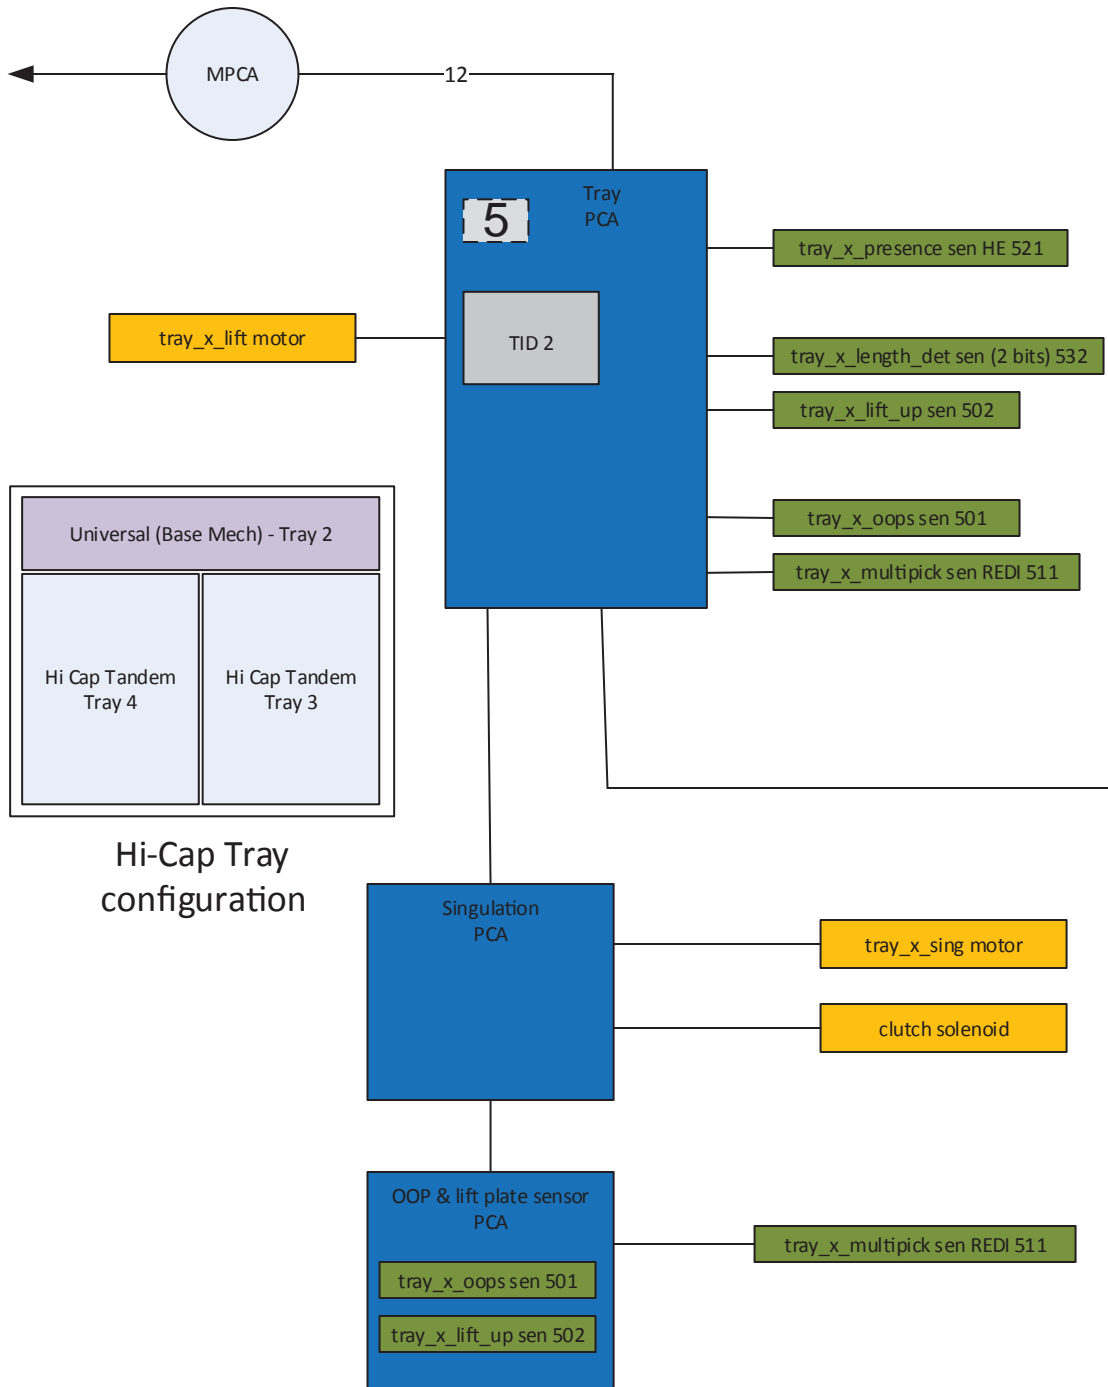 MPCA
12
Tray
PCA
5
tray_x_presence sen HE 521
TID 2
tray_x_lift motor
tray_x_length_det sen (2 bits) 532
tray_x_lift_up sen 502
tray_x_oops sen 501
tray_x_multipick sen REDI 511
Universal (Base Mech) - Tray 2
Hi Cap Tandem
Tray 4
Hi Cap Tandem
Tray 3
Hi-Cap Tray
configuration
Singulation
PCA
tray_x_sing motor
clutch solenoid
OOP & lift plate sensor
PCA
tray_x_multipick sen REDI 511
tray_x_oops sen 501
tray_x_lift_up sen 502